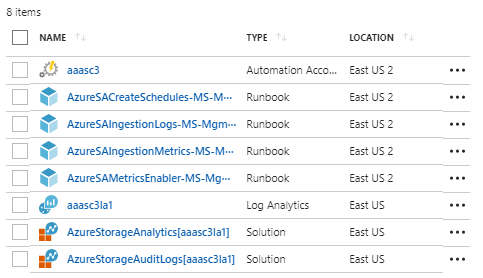 8 items
NAME ↑↓ TYPE ↑↓ LOCATION ↑↓
aaasc3 Automation Acco... East US 2 •••
AzureSACreateSchedules-MS-M••• Runbook East US 2 •••
AzureSAIngestionLogs-MS-Mgm••• Runbook East US 2 •••
AzureSAIngestionMetrics-MS-M••• Runbook East US 2 •••
AzureSAMetricsEnabler-MS-Mg••• Runbook East US 2 •••
aaasc3la1 Log Analytics East US •••
AzureStorageAnalytics[aaasc3la1] Solution East US •••
AzureStorageAuditLogs[aaasc3la1] Solution East US •••